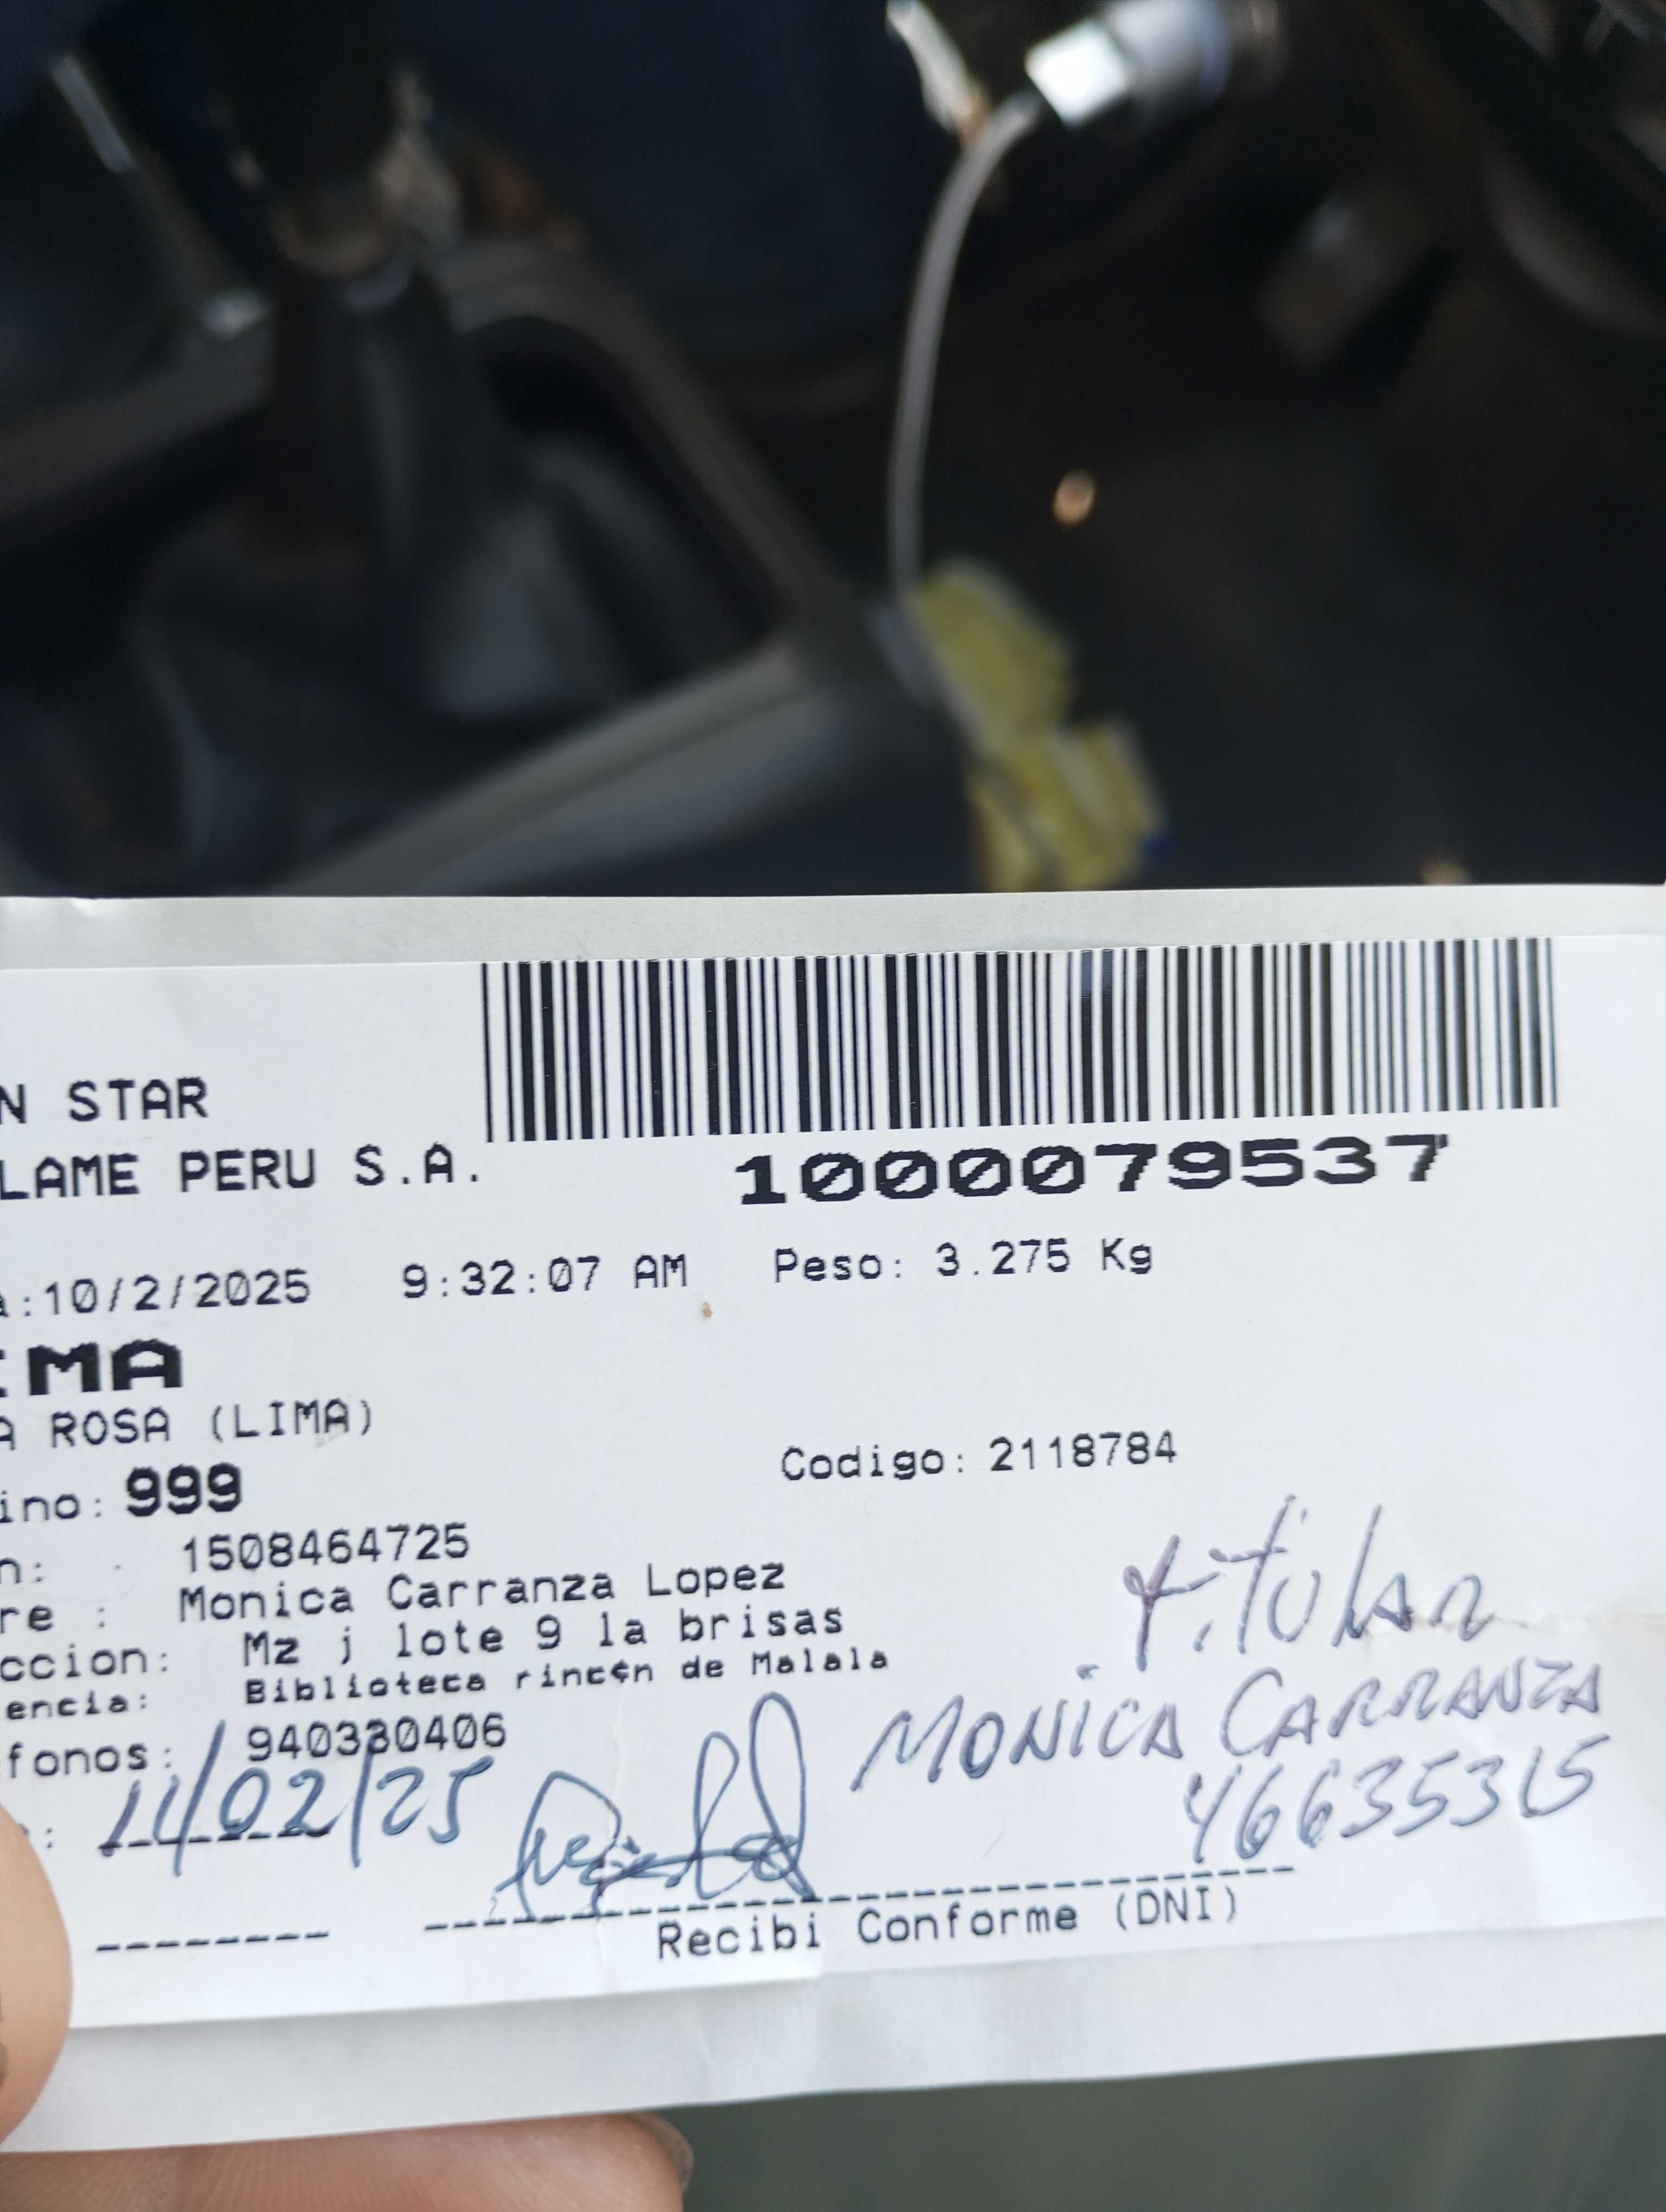 N STAR
LAME PERU S.A.
1000079537
a:10/2/2025 9:32:07 AM Peso: 3.275 Kg
IMA
A ROSA (LIMA)
Codigo: 2118784
ino: 999
n: 1508464725
re : Monica Carranza Lopez
ccion: Mz j lote 9 la brisas
encia: Biblioteca rinc¢n de Malala
fonos: 940330406
titular
MONICA CARRANZA
46635315
: 11/02/25
Recibi Conforme (DNI)